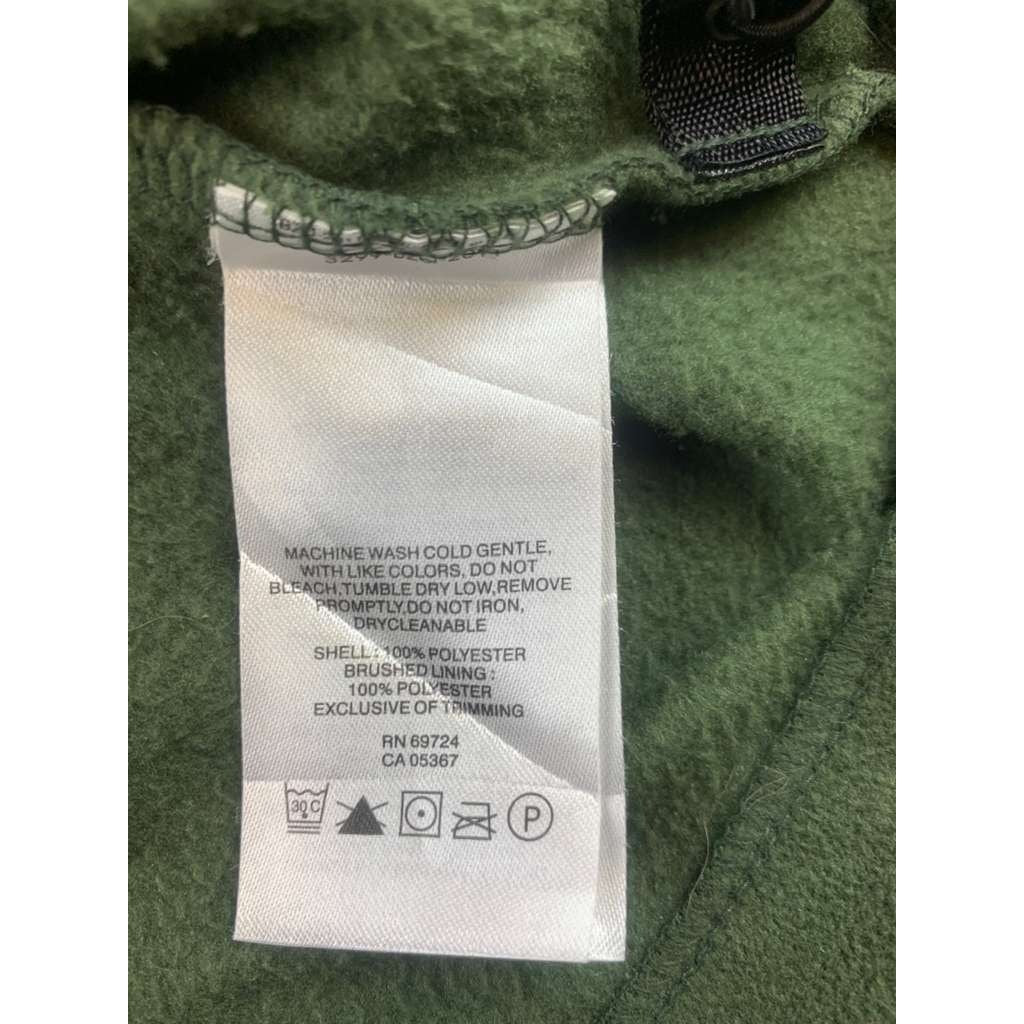 MACHINE WASH COLD GENTLE,
WITH LIKE COLORS, DO NOT
BLEACH,TUMBLE DRY LOW,REMOVE
PROMPTLY.DO NOT IRON,
DRYCLEANABLE
SHELL : 100% POLYESTER
BRUSHED LINING :
100% POLYESTER
EXCLUSIVE OF TRIMMING
RN 69724
CA 05367
30 C
P